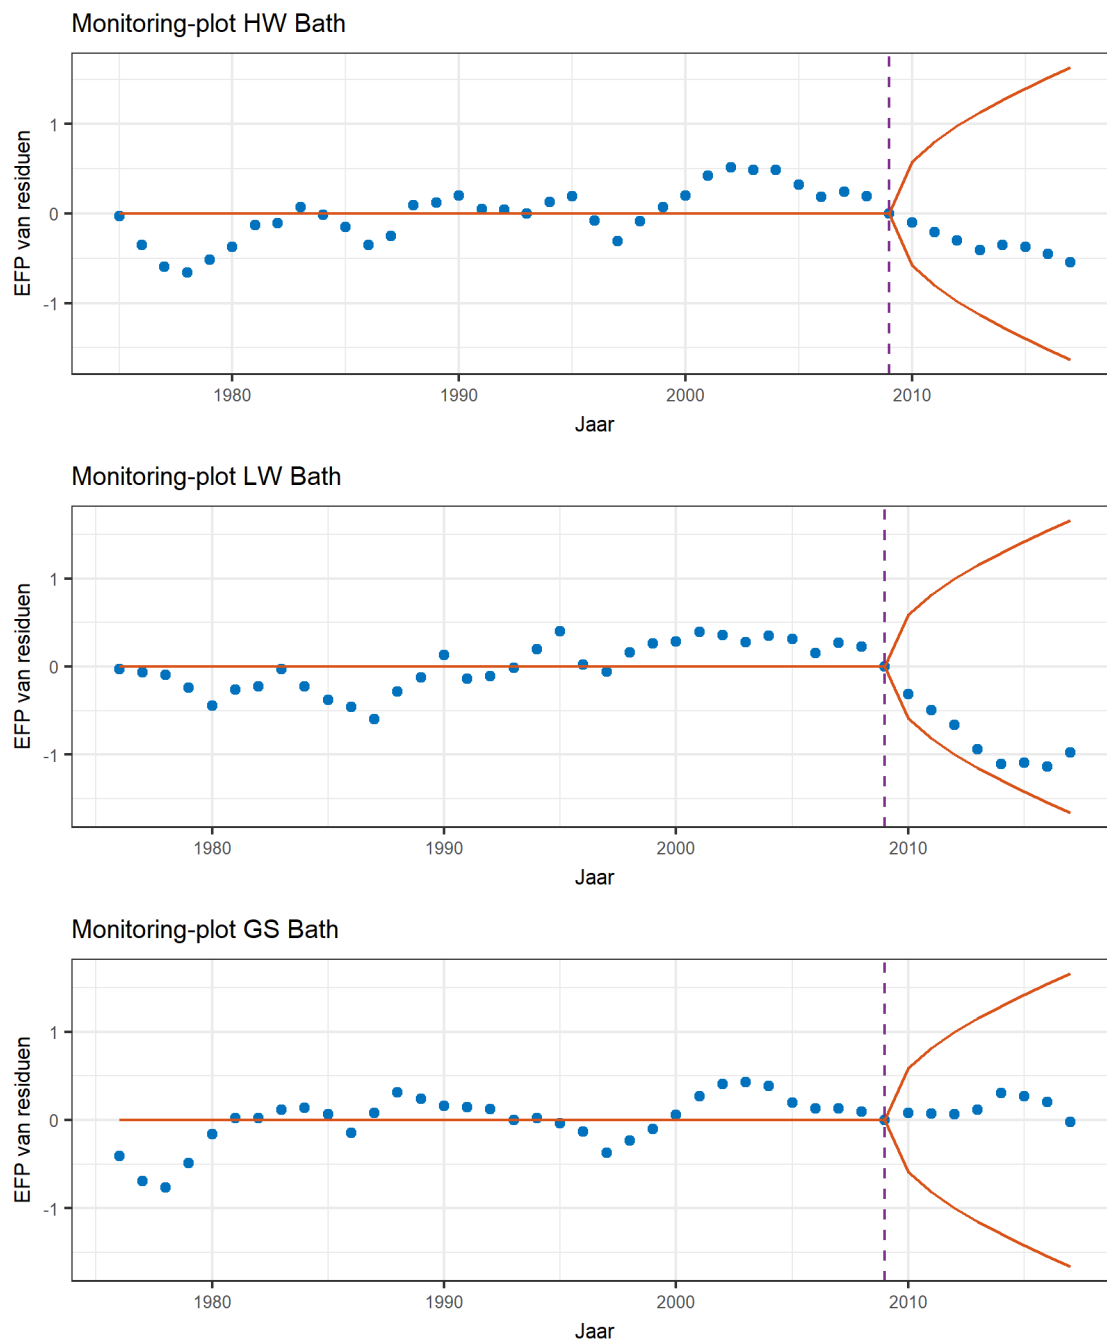 Monitoring-plot HW Bath
EFP van residuen
1
0
-1
1980 1990 2000 2010
Jaar
Monitoring-plot LW Bath
EFP van residuen
1
0
-1
1980 1990 2000 2010
Jaar
Monitoring-plot GS Bath
EFP van residuen
1
0
-1
1980 1990 2000 2010
Jaar